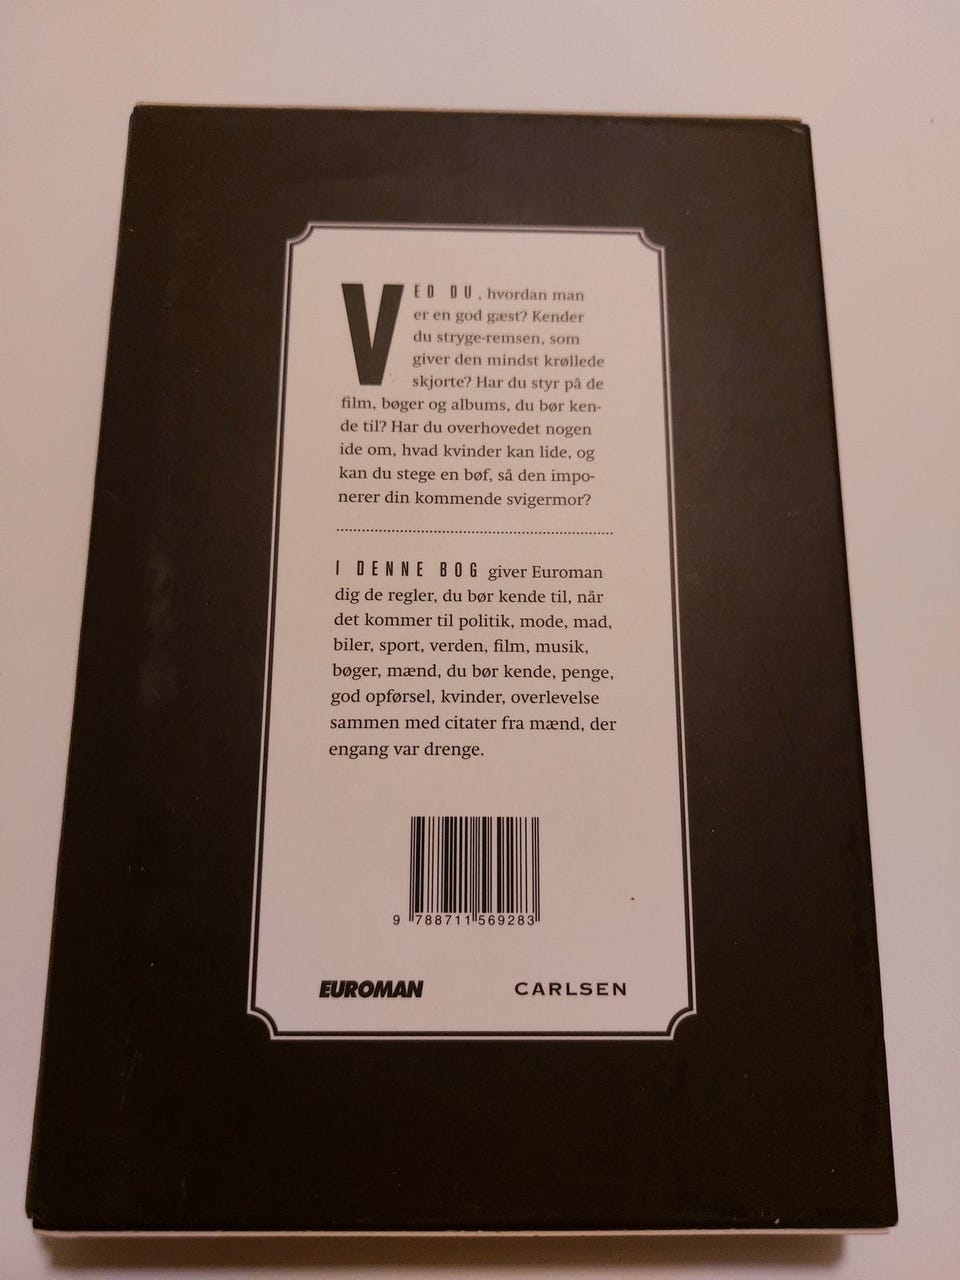 VED DU, hvordan man
er en god gæst? Kender
du stryge-remsen, som
giver den mindst krøllede
skjorte? Har du styr på de
film, bøger og albums, du bør ken-
de til? Har du overhovedet nogen
ide om, hvad kvinder kan lide, og
kan du stege en bøf, så den impo-
nerer din kommende svigermor?
I DENNE BOG giver Euroman
dig de regler, du bør kende til, når
det kommer til politik, mode, mad,
biler, sport, verden, film, musik,
bøger, mænd, du bør kende, penge,
god opførsel, kvinder, overlevelse
sammen med citater fra mænd, der
engang var drenge.
9 788711 569283
EUROMAN CARLSEN